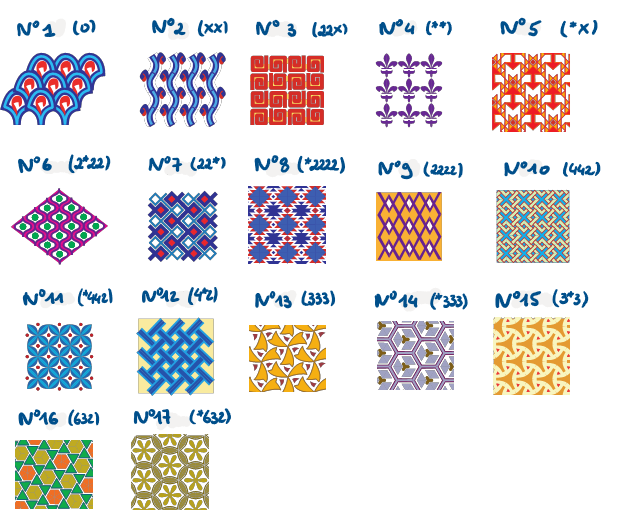 N°1 (0)
N°2 (xx)
N°3 (22x)
N°4 (**)
N°5 (*x)
N°6 (2*22)
N°7 (22*)
N°8 (*2222)
N°9 (2222)
N°10 (442)
N°11 (*442)
N°12 (4*2)
N°13 (333)
N°14 (*333)
N°15 (3*3)
N°16 (632)
N°17 (*632)